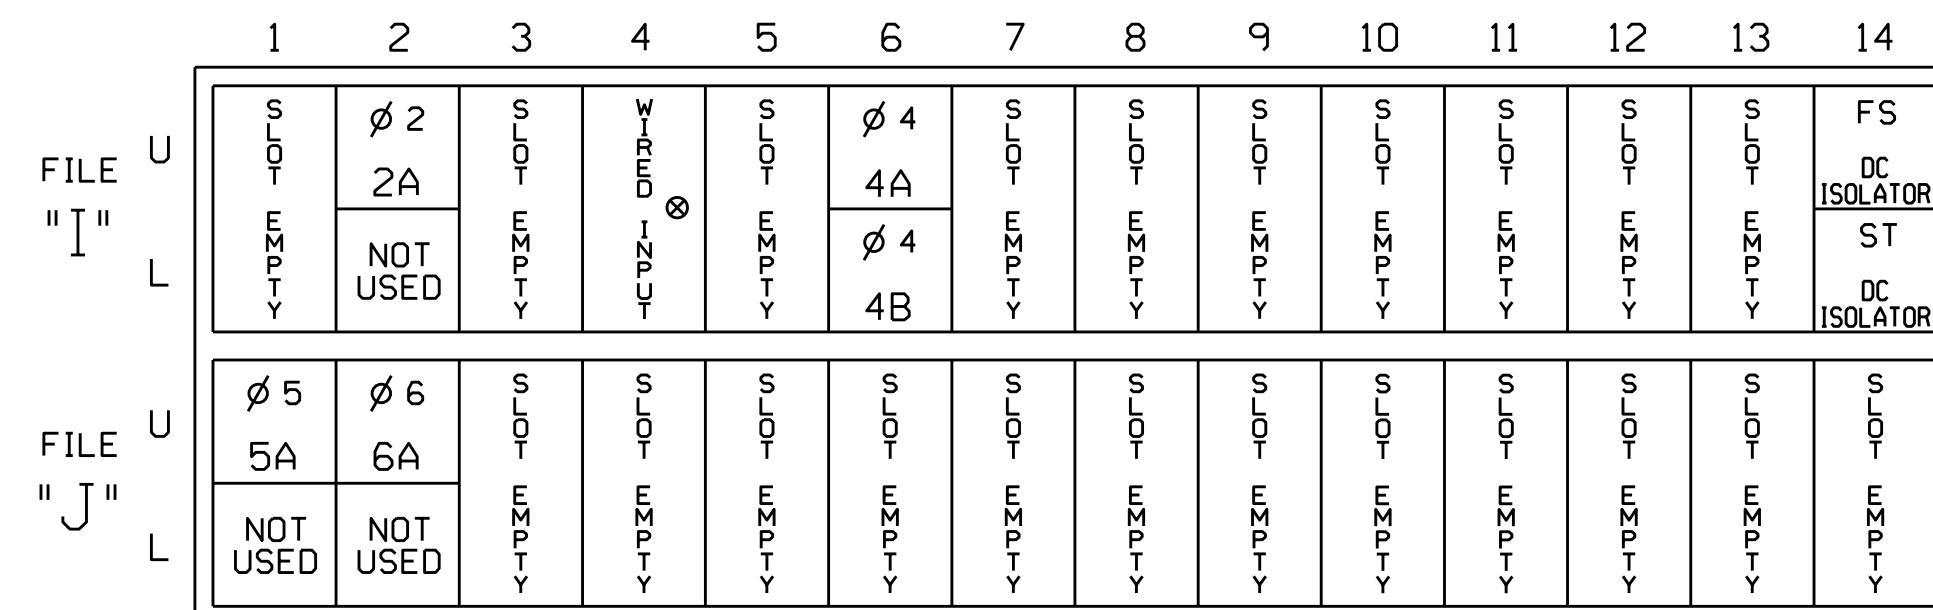 1 2 3 4 5 6 7 8 9 10 11 12 13 14
FILE
"I"
U
L
SLOT EMPTY
Ø 2
2A
NOT
USED
SLOT EMPTY
WIRED INPUT
SLOT EMPTY
Ø 4
4A
Ø 4
4B
SLOT EMPTY
SLOT EMPTY
SLOT EMPTY
SLOT EMPTY
SLOT EMPTY
SLOT EMPTY
SLOT EMPTY
FS
DC
ISOLATOR
ST
DC
ISOLATOR
FILE
"J"
U
L
Ø 5
5A
NOT
USED
Ø 6
6A
NOT
USED
SLOT EMPTY
SLOT EMPTY
SLOT EMPTY
SLOT EMPTY
SLOT EMPTY
SLOT EMPTY
SLOT EMPTY
SLOT EMPTY
SLOT EMPTY
SLOT EMPTY
SLOT EMPTY
SLOT EMPTY